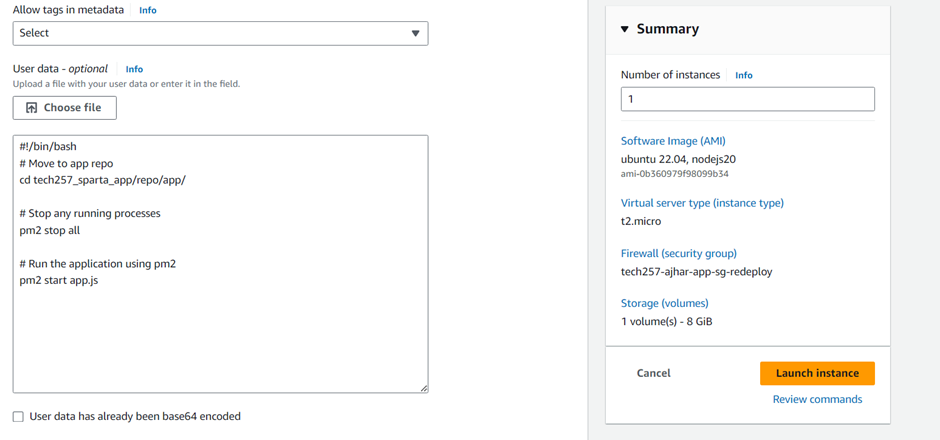 Allow tags in metadata Info
Select
User data - optional Info
Upload a file with your user data or enter it in the field.
Choose file
#!/bin/bash
# Move to app repo
cd tech257_sparta_app/repo/app/
# Stop any running processes
pm2 stop all
# Run the application using pm2
pm2 start app.js
User data has already been base64 encoded
Summary
Number of instances Info
1
Software Image (AMI)
ubuntu 22.04, nodejs20
ami-0b360979f98099b34
Virtual server type (instance type)
t2.micro
Firewall (security group)
tech257-ajhar-app-sg-redeploy
Storage (volumes)
1 volume(s) - 8 GiB
Cancel
Launch instance
Review commands